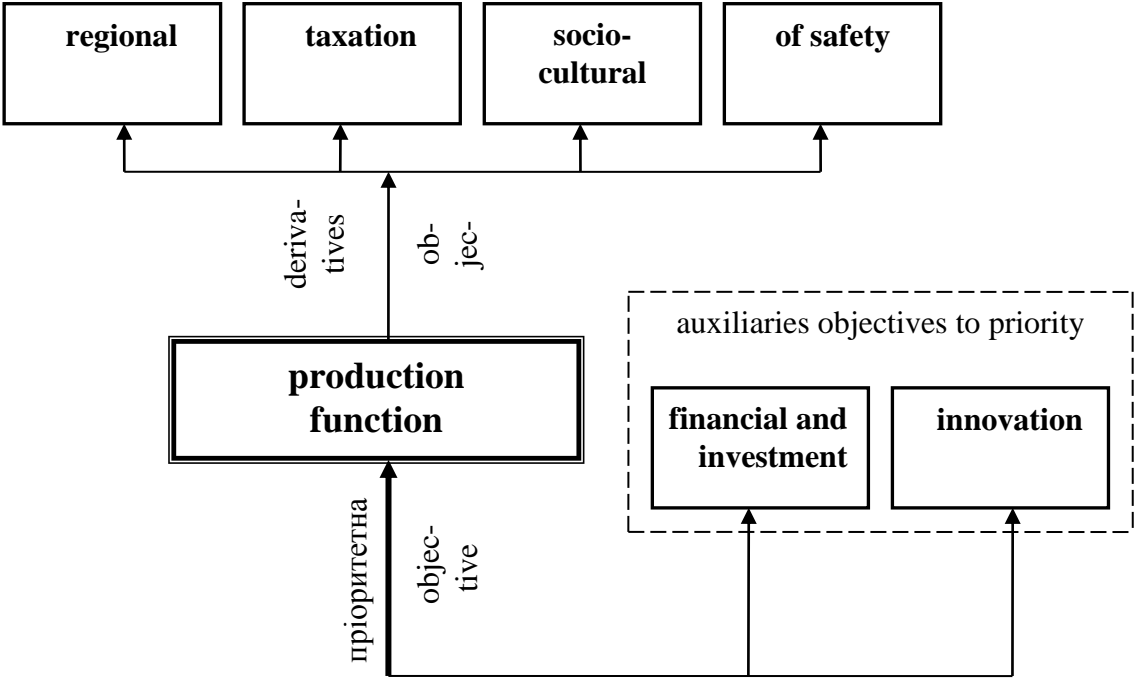 regional
taxation
socio-
cultural
of safety
deriva-
tives
ob-
jec-
auxiliaries objectives to priority
production
function
financial and
investment
innovation
пріоритетна
objec-
tive